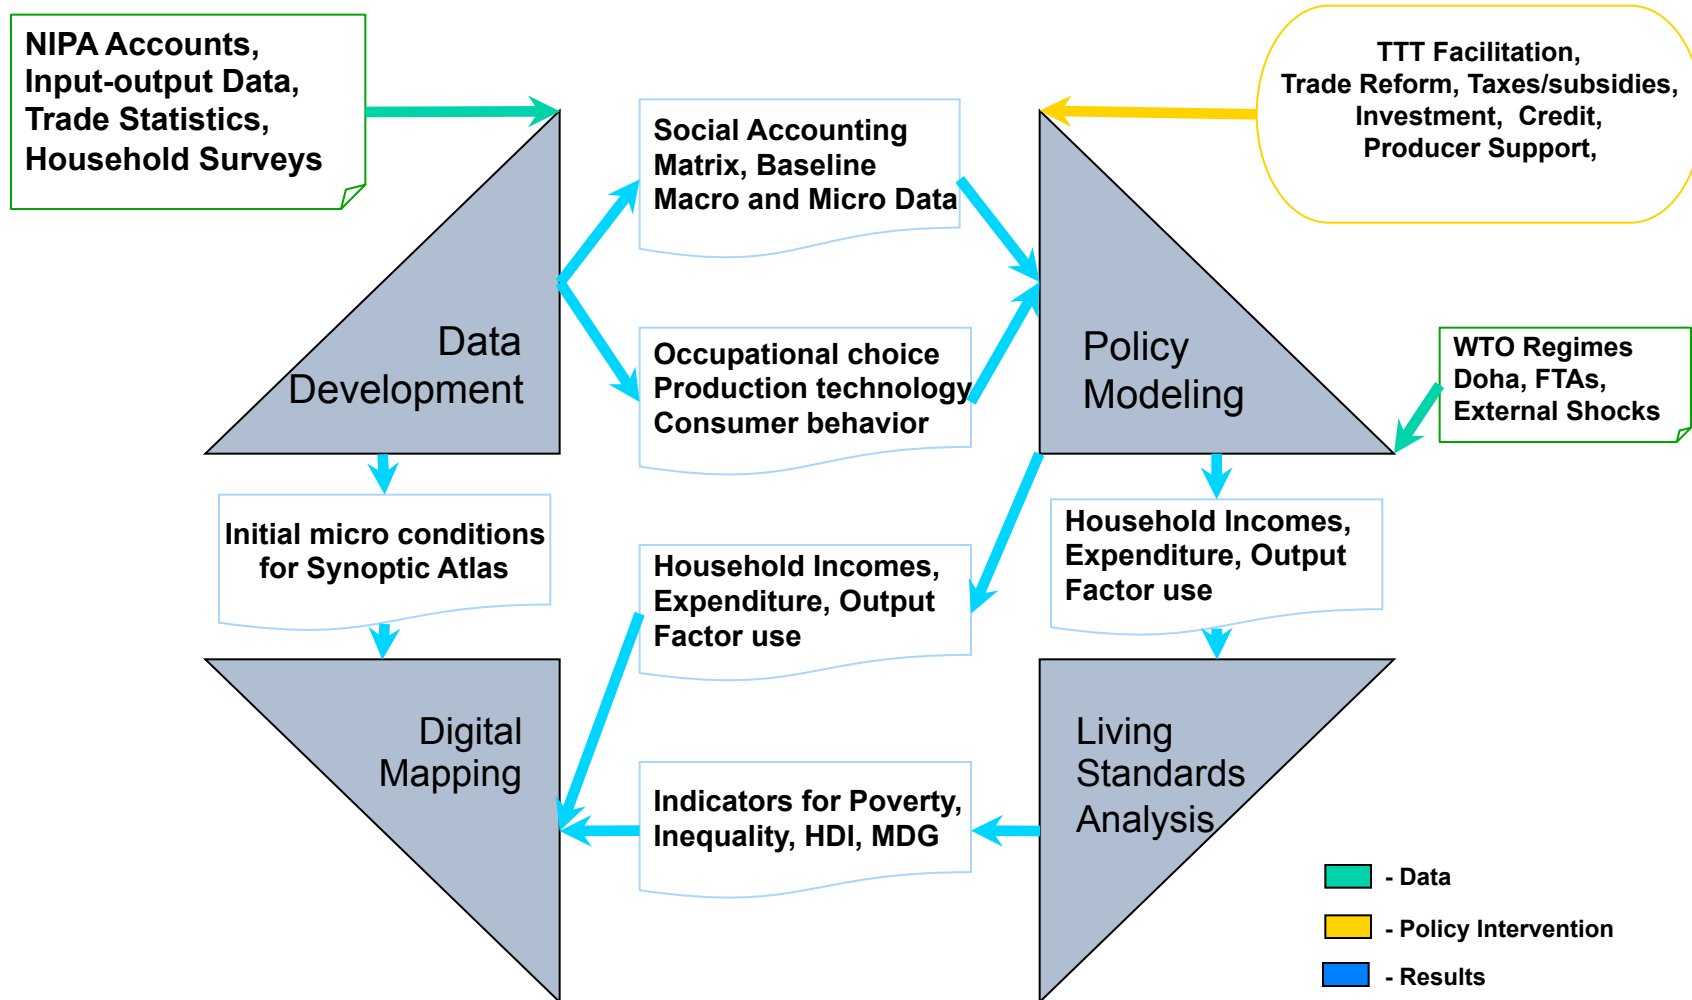 NIPA Accounts,
Input-output Data,
Trade Statistics,
Household Surveys
TTT Facilitation,
Trade Reform, Taxes/subsidies,
Investment,  Credit,
Producer Support,
Social Accounting
Matrix, Baseline
Macro and Micro Data
Data
Development
Occupational choice
Production technology
Consumer behavior
Policy
Modeling
WTO Regimes
Doha, FTAs,
External Shocks
Initial micro conditions
for Synoptic Atlas
Household Incomes,
Expenditure, Output
Factor use
Household Incomes,
Expenditure, Output
Factor use
Digital
Mapping
Indicators for Poverty,
Inequality, HDI, MDG
Living
Standards
Analysis
- Data
- Policy Intervention
- Results